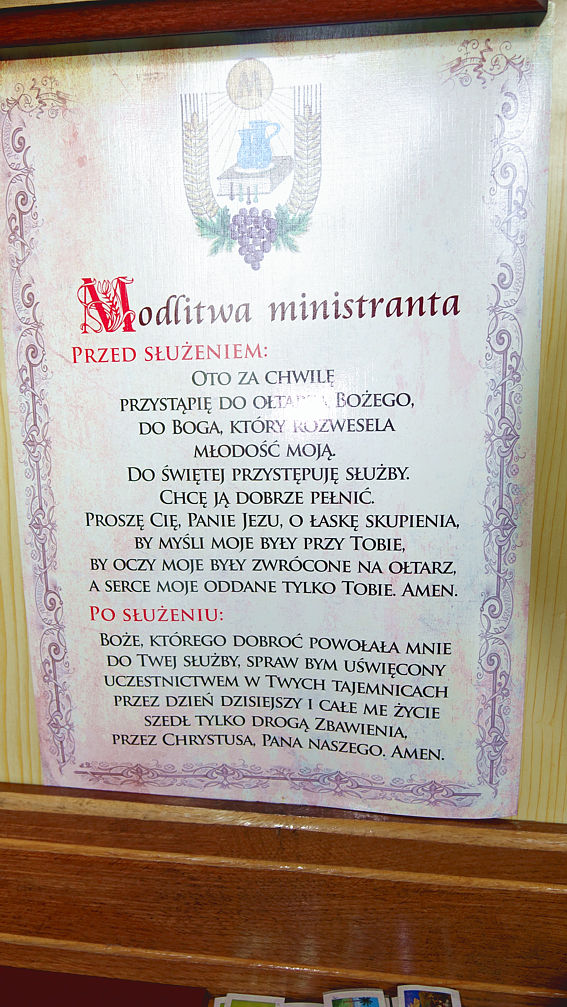 M
Modlitwa ministranta
PRZED SŁUŻENIEM:
OTO ZA CHWILĘ
PRZYSTĄPIĘ DO OŁTARZA BOŻEGO,
DO BOGA, KTÓRY ROZWESELA
MŁODOŚĆ MOJĄ.
DO ŚWIĘTEJ PRZYSTĘPUJĘ SŁUŻBY.
CHCĘ JĄ DOBRZE PEŁNIĆ.
PROSZĘ CIĘ, PANIE JEZU, O ŁASKĘ SKUPIENIA,
BY MYŚLI MOJE BYŁY PRZY TOBIE,
BY OCZY MOJE BYŁY ZWRÓCONE NA OŁTARZ,
A SERCE MOJE ODDANE TYLKO TOBIE. AMEN.
PO SŁUŻENIU:
BOŻE, KTÓREGO DOBROĆ POWOŁAŁA MNIE
DO TWEJ SŁUŻBY, SPRAW BYM UŚWIĘCONY
UCZESTNICTWEM W TWYCH TAJEMNICACH
PRZEZ DZIEŃ DZISIEJSZY I CAŁE ME ŻYCIE
SZEDŁ TYLKO DROGĄ ZBAWIENIA,
PRZEZ CHRYSTUSA, PANA NASZEGO. AMEN.